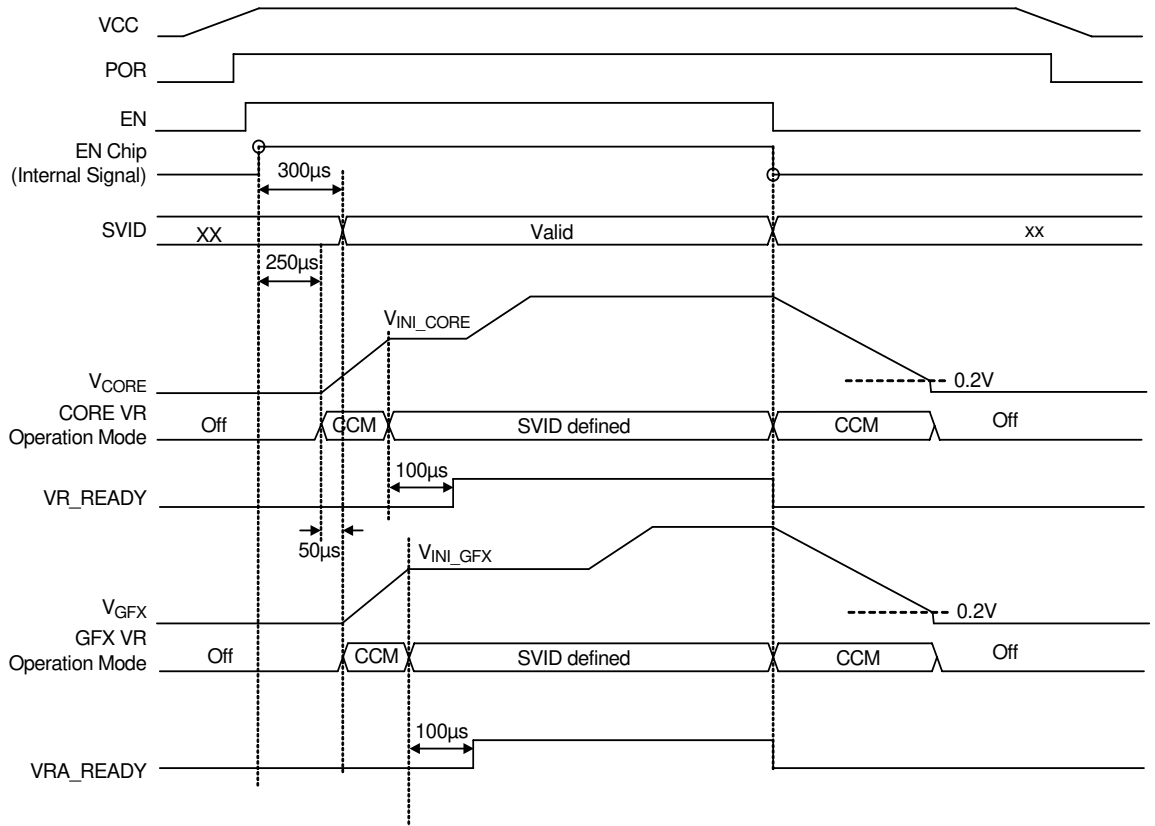 VCC
POR
EN
EN Chip
(Internal Signal)
300µs
SVID
XX
Valid
xx
250µs
VINI_CORE
VCORE
0.2V
CORE VR
Operation Mode
Off
CCM
SVID defined
CCM
Off
100µs
VR_READY
50µs
VINI_GFX
VGFX
0.2V
GFX VR
Operation Mode
Off
CCM
SVID defined
CCM
Off
100µs
VRA_READY